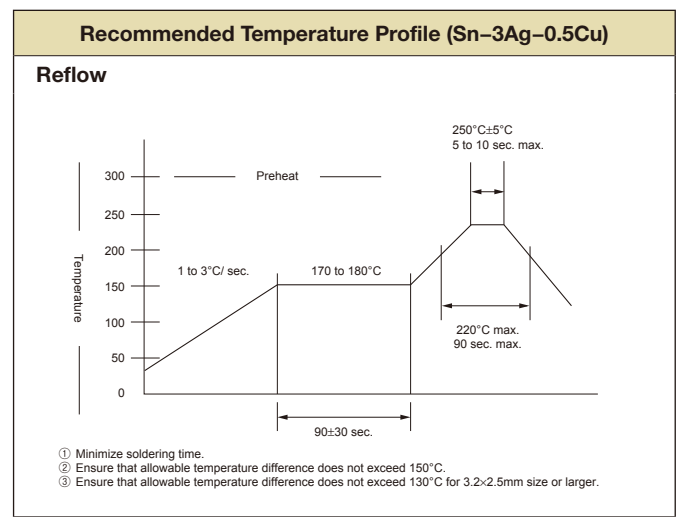 Recommended Temperature Profile (Sn−3Ag−0.5Cu)
Reflow
250°C±5°C
5 to 10 sec. max.
300
Preheat
250
200
1 to 3°C/ sec.
170 to 180°C
Temperature
150
100
220°C max.
90 sec. max.
50
0
90±30 sec.
① Minimize soldering time.
② Ensure that allowable temperature difference does not exceed 150°C.
③ Ensure that allowable temperature difference does not exceed 130°C for 3.2×2.5mm size or larger.